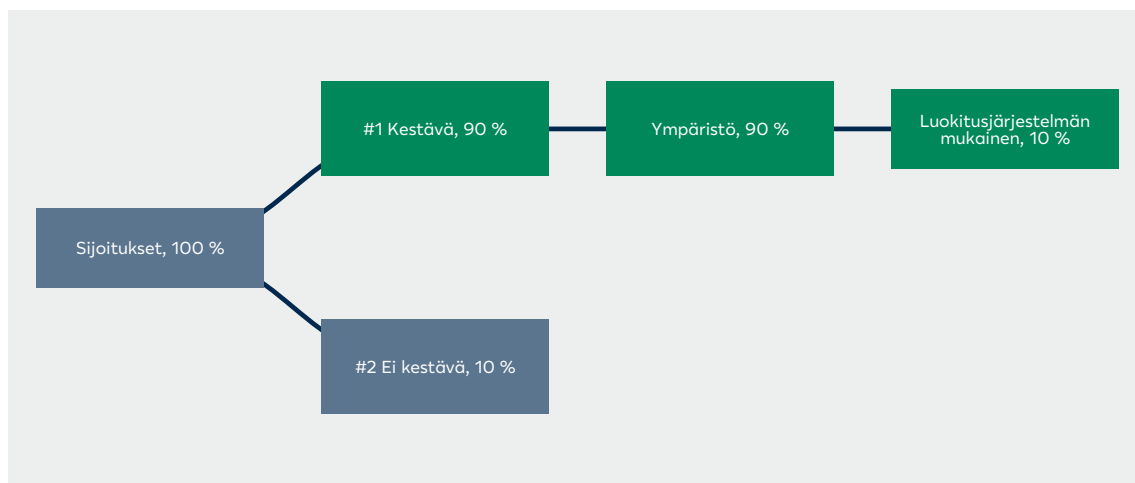 #1 Kestävä, 90 %
Ympäristö, 90 %
Luokitusjärjestelmän
mukainen, 10 %
Sijoitukset, 100 %
#2 Ei kestävä, 10 %